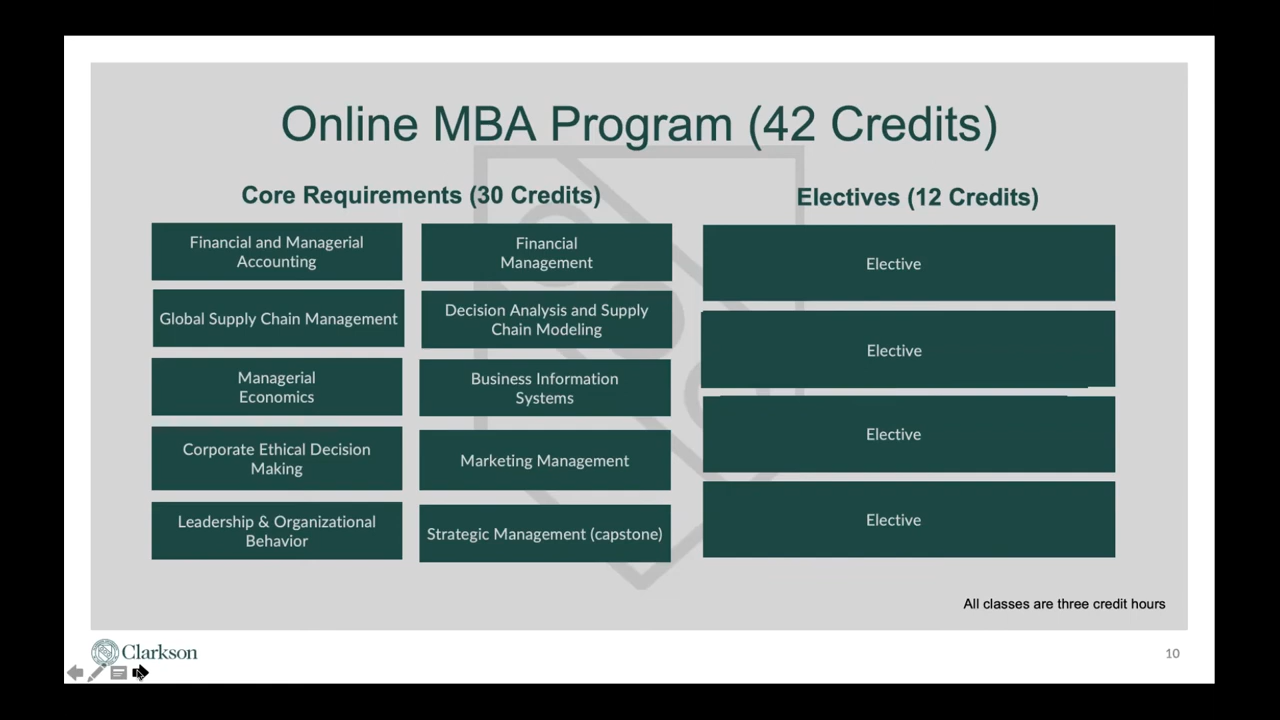 Online MBA Program (42 Credits)
Core Requirements (30 Credits)
Financial and Managerial
Accounting
Financial
Management
Global Supply Chain Management
Decision Analysis and Supply
Chain Modeling
Managerial
Economics
Business Information
Systems
Corporate Ethical Decision
Making
Marketing Management
Leadership & Organizational
Behavior
Strategic Management (capstone)
Electives (12 Credits)
Elective
Elective
Elective
Elective
All classes are three credit hours
Clarkson
10